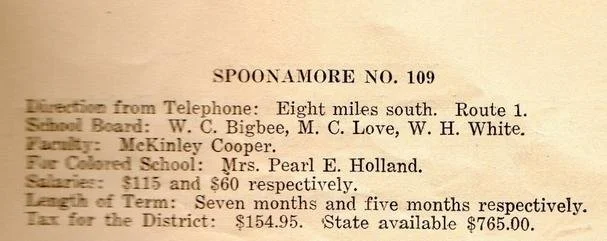 SPOONAMORE NO. 109
Direction from Telephone: Eight miles south. Route 1.
School Board: W. C. Bigbee, M. C. Love, W. H. White.
Faculty: McKinley Cooper.
For Colored School: Mrs. Pearl E. Holland.
Salaries: $115 and $60 respectively.
Length of Term: Seven months and five months respectively.
Tax for the District: $154.95. State available $765.00.